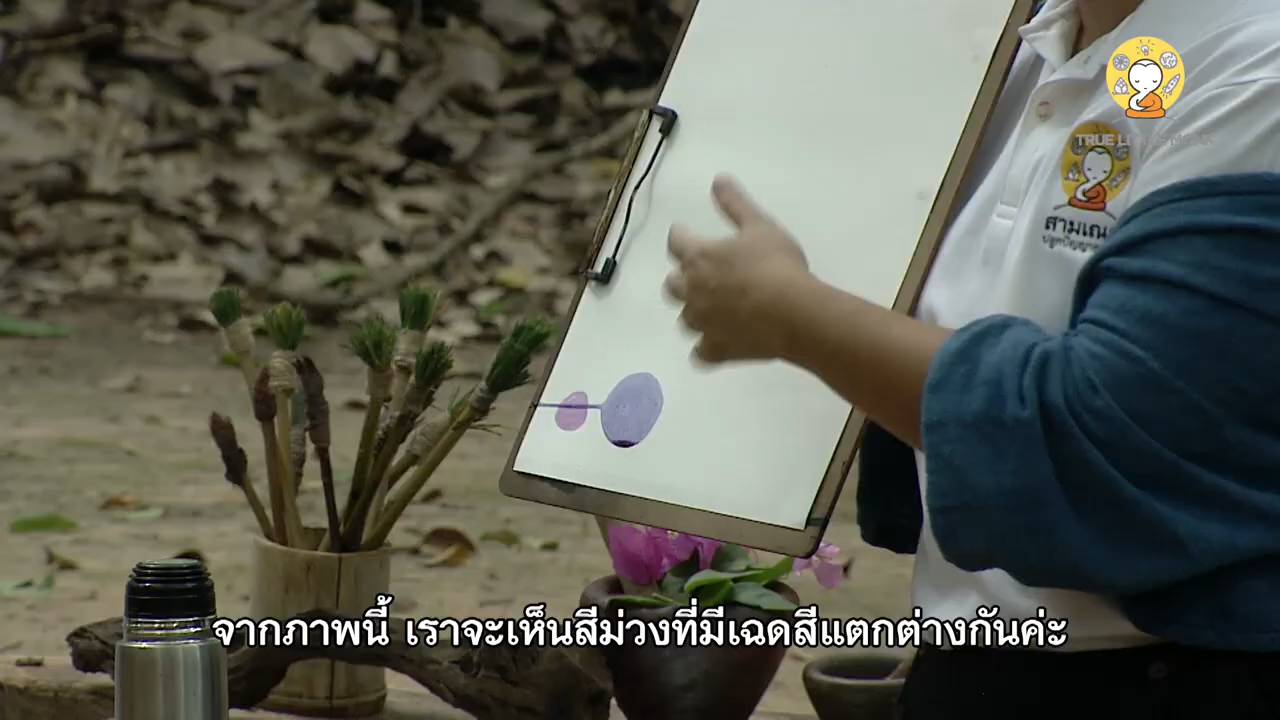 สามเณร
จากภาพนี้ เราจะเห็นสีม่วงที่มีเฉดสีแตกต่างกันค่ะ